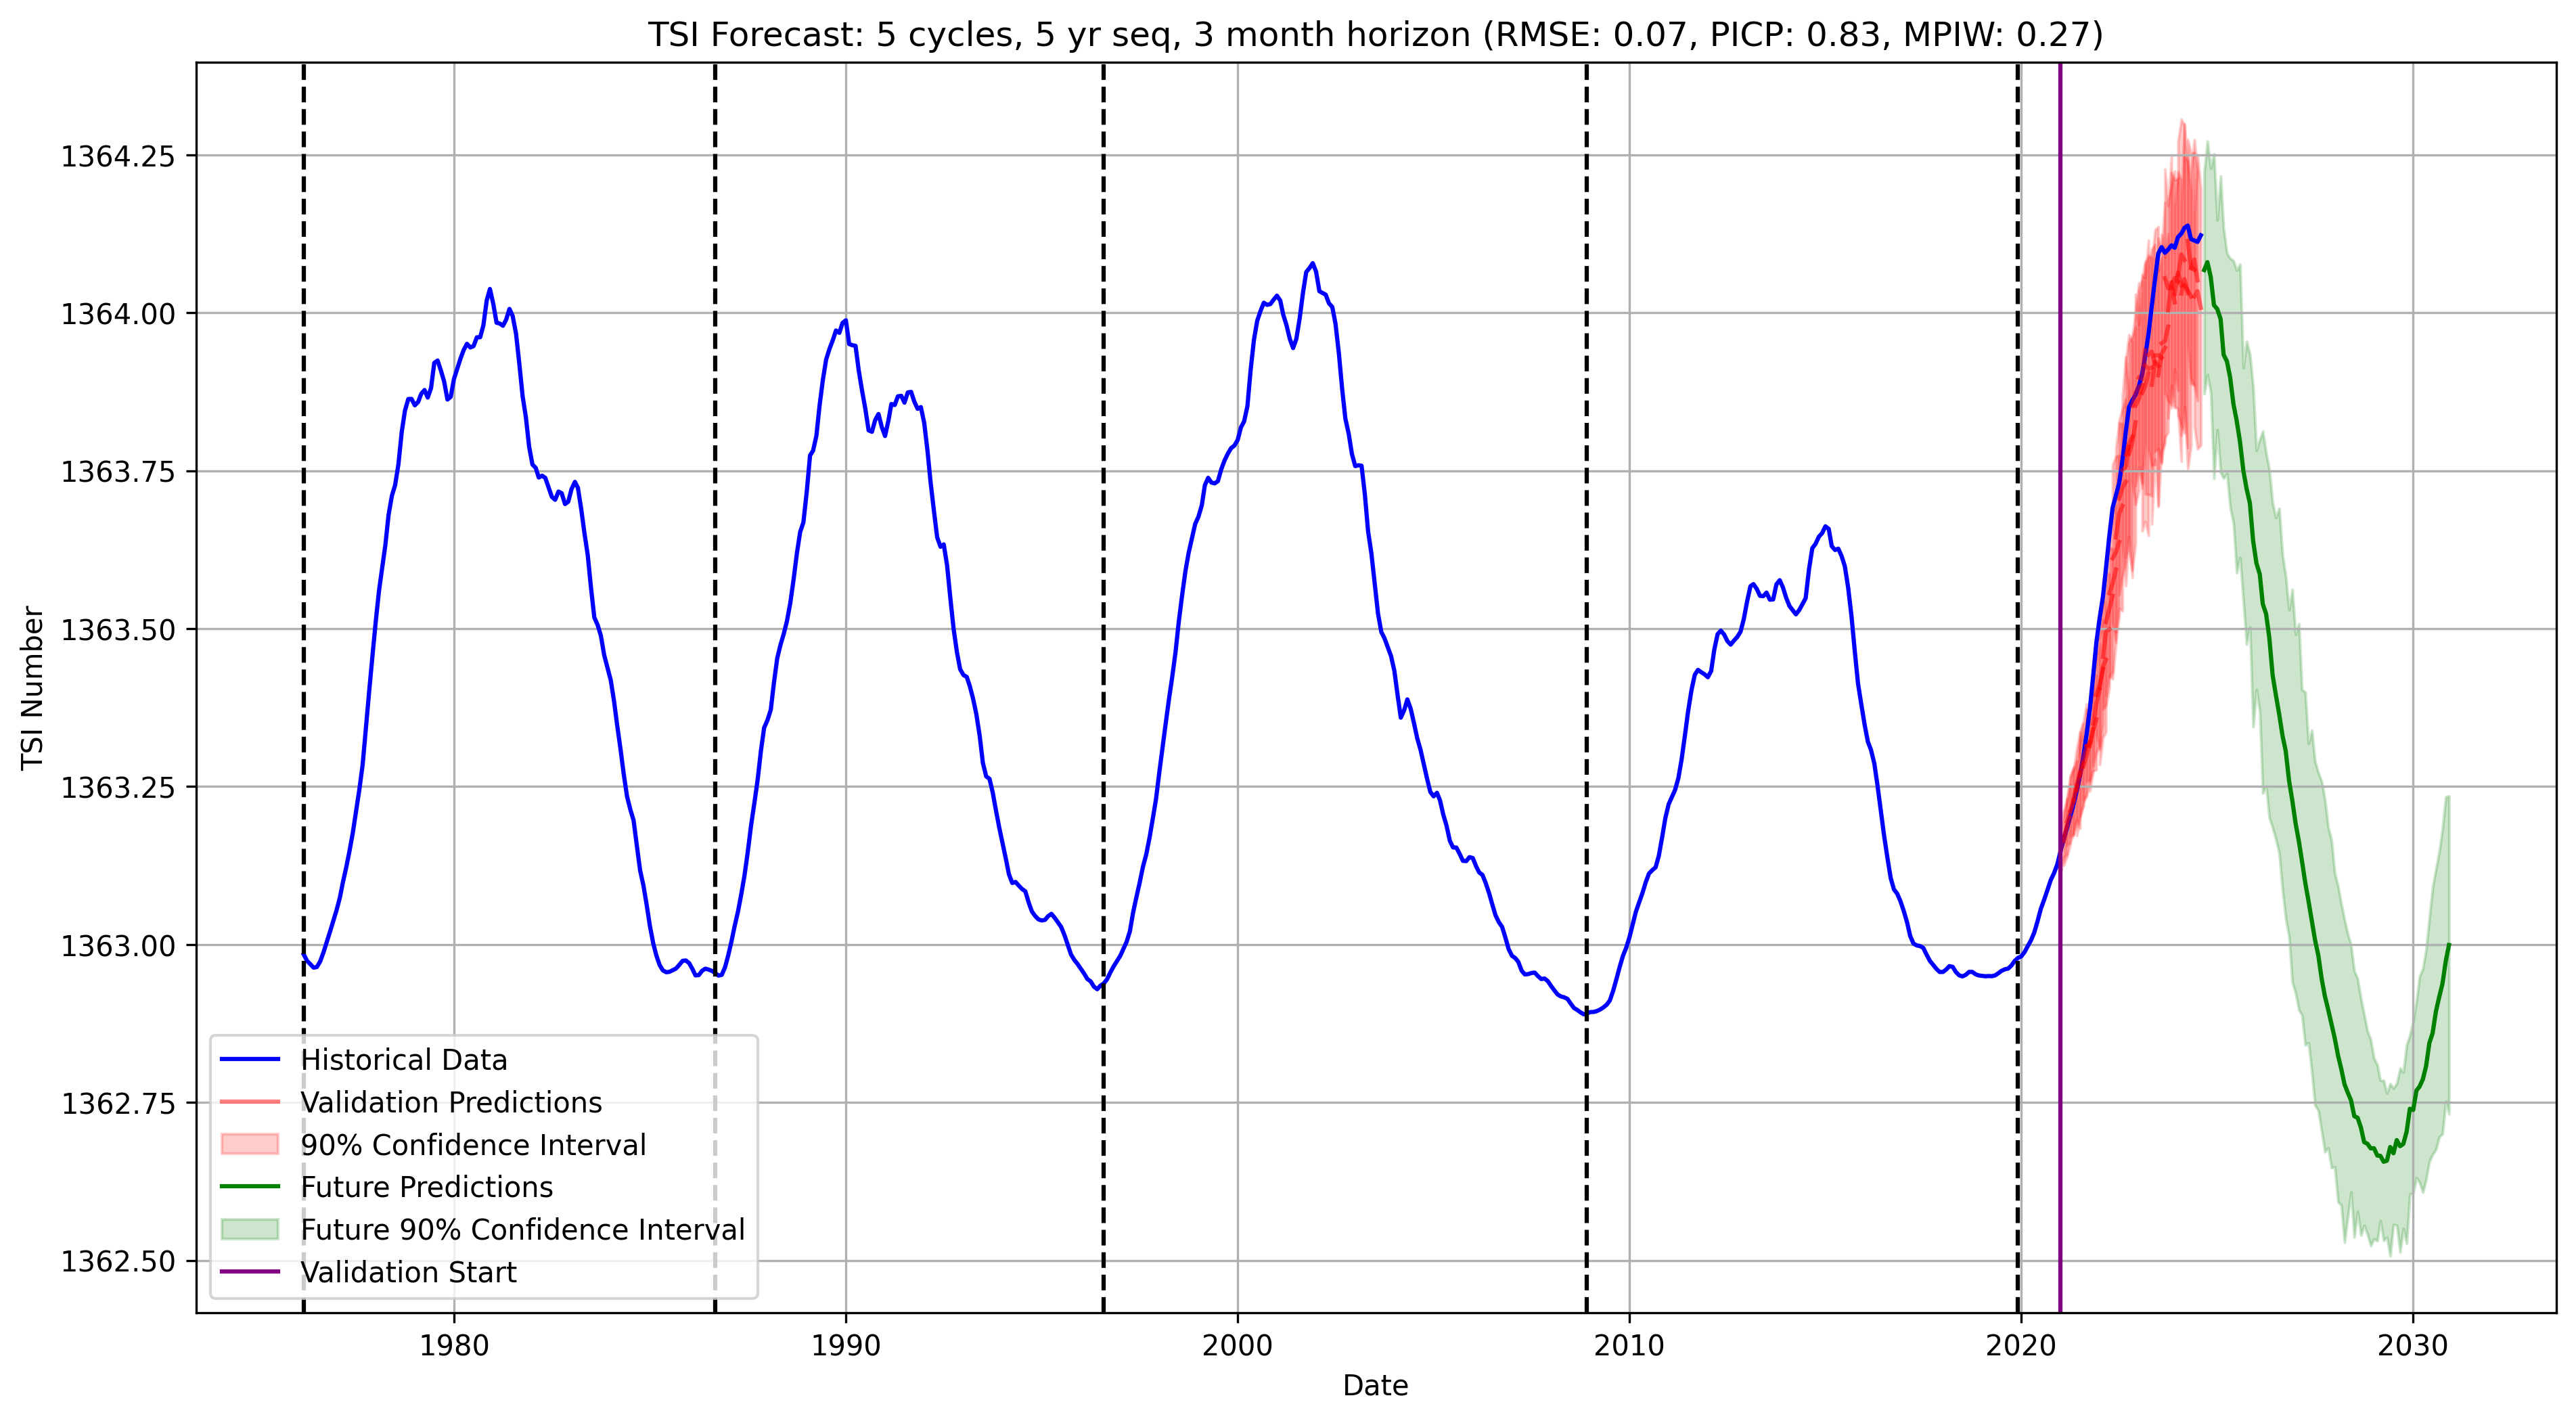 TSI Forecast: 5 cycles, 5 yr seq, 3 month horizon (RMSE: 0.07, PICP: 0.83, MPIW: 0.27)
TSI Number
1364.25
1364.00
1363.75
1363.50
1363.25
1363.00
1362.75
1362.50
Historical Data
Validation Predictions
90% Confidence Interval
Future Predictions
Future 90% Confidence Interval
Validation Start
1980 1990 2000 2010 2020 2030
Date